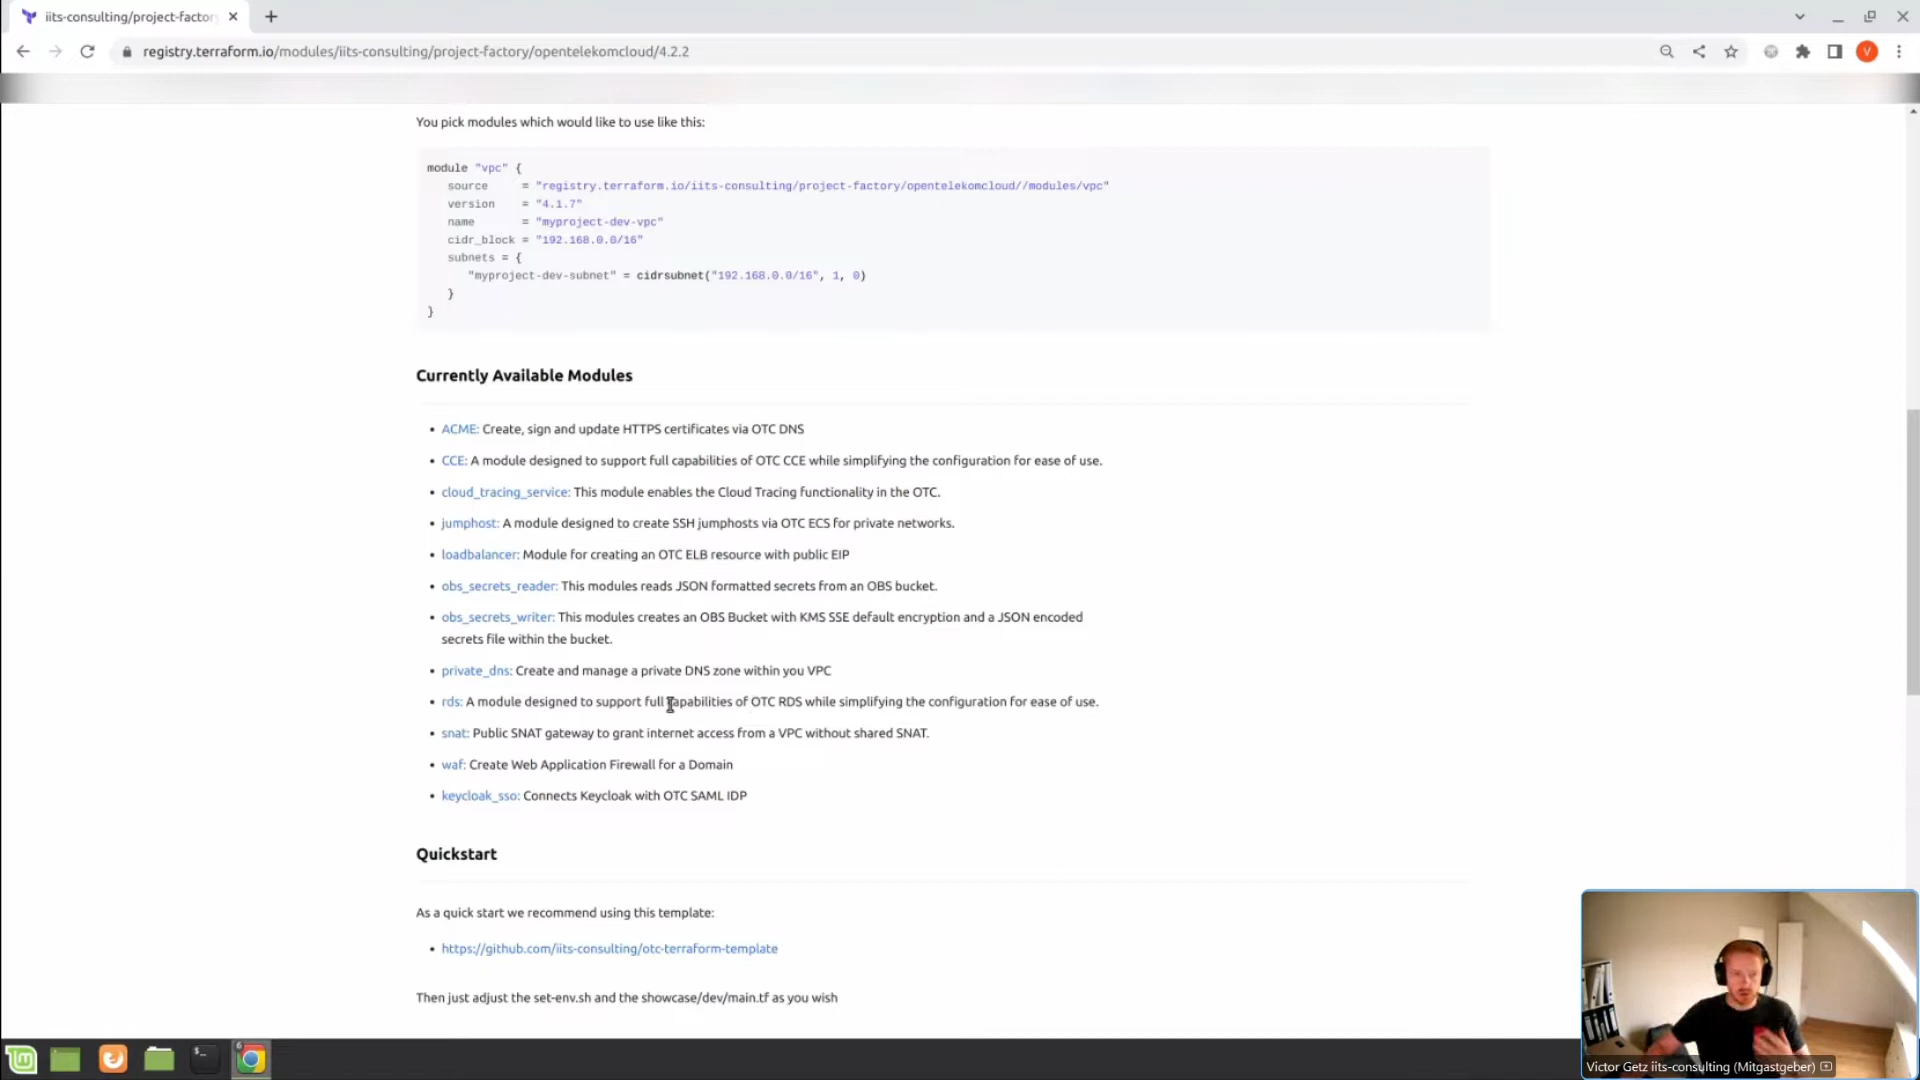 iits-consulting/project-factory
registry.terraform.io/modules/iits-consulting/project-factory/opentelekomcloud/4.2.2
V
You pick modules which would like to use like this:
module "vpc" {
source = "registry.terraform.io/iits-consulting/project-factory/opentelekomcloud//modules/vpc"
version = "4.1.7"
name = "myproject-dev-vpc"
cidr_block = "192.168.0.0/16"
subnets = {
"myproject-dev-subnet" = cidrsubnet("192.168.0.0/16", 1, 0)
}
}
Currently Available Modules
• ACME: Create, sign and update HTTPS certificates via OTC DNS
• CCE: A module designed to support full capabilities of OTC CCE while simplifying the configuration for ease of use.
• cloud_tracing_service: This module enables the Cloud Tracing functionality in the OTC.
• jumphost: A module designed to create SSH jumphosts via OTC ECS for private networks.
• loadbalancer: Module for creating an OTC ELB resource with public EIP
• obs_secrets_reader: This modules reads JSON formatted secrets from an OBS bucket.
• obs_secrets_writer: This modules creates an OBS Bucket with KMS SSE default encryption and a JSON encoded
secrets file within the bucket.
• private_dns: Create and manage a private DNS zone within you VPC
• rds: A module designed to support full capabilities of OTC RDS while simplifying the configuration for ease of use.
• snat: Public SNAT gateway to grant internet access from a VPC without shared SNAT.
• waf: Create Web Application Firewall for a Domain
• keycloak_sso: Connects Keycloak with OTC SAML IDP
Quickstart
As a quick start we recommend using this template:
• https://github.com/iits-consulting/otc-terraform-template
Then just adjust the set-env.sh and the showcase/dev/main.tf as you wish
6
Victor Getz iits-consulting (Mitgastgeber)